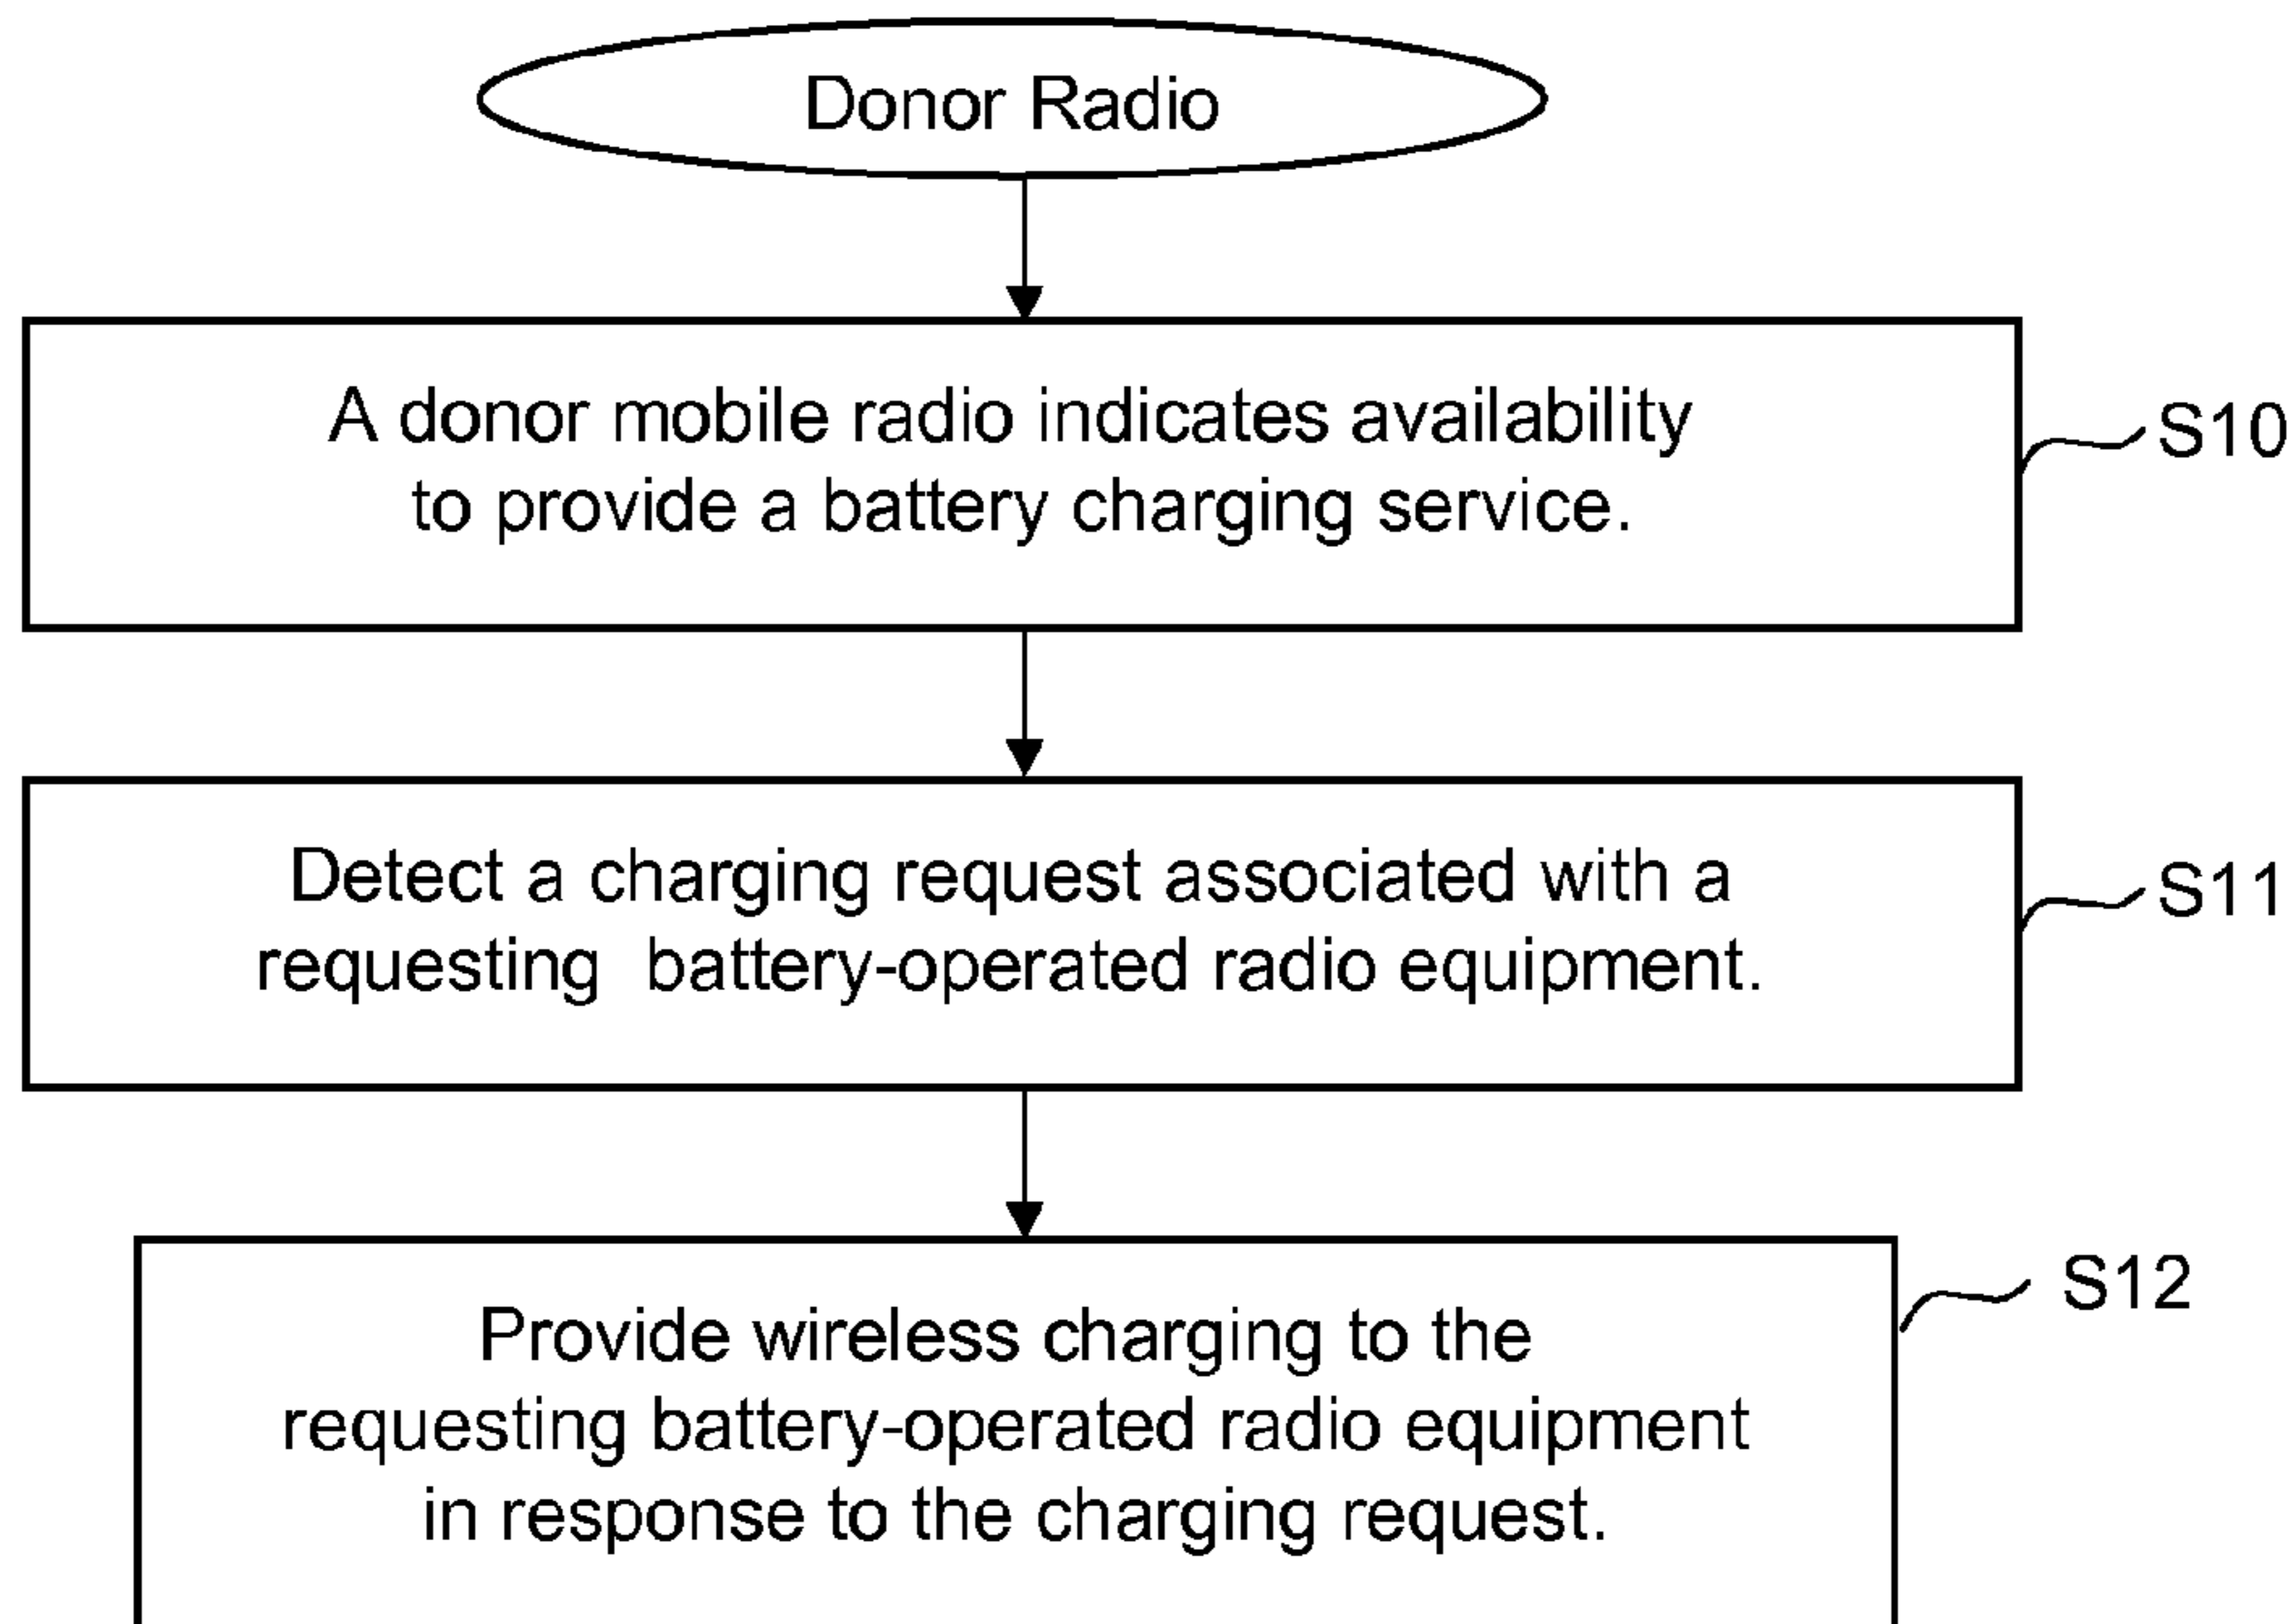 Donor Radio
A donor mobile radio indicates availability
to provide a battery charging service.
S10
Detect a charging request associated with a
requesting battery-operated radio equipment.
S11
Provide wireless charging to the
requesting battery-operated radio equipment
in response to the charging request.
S12